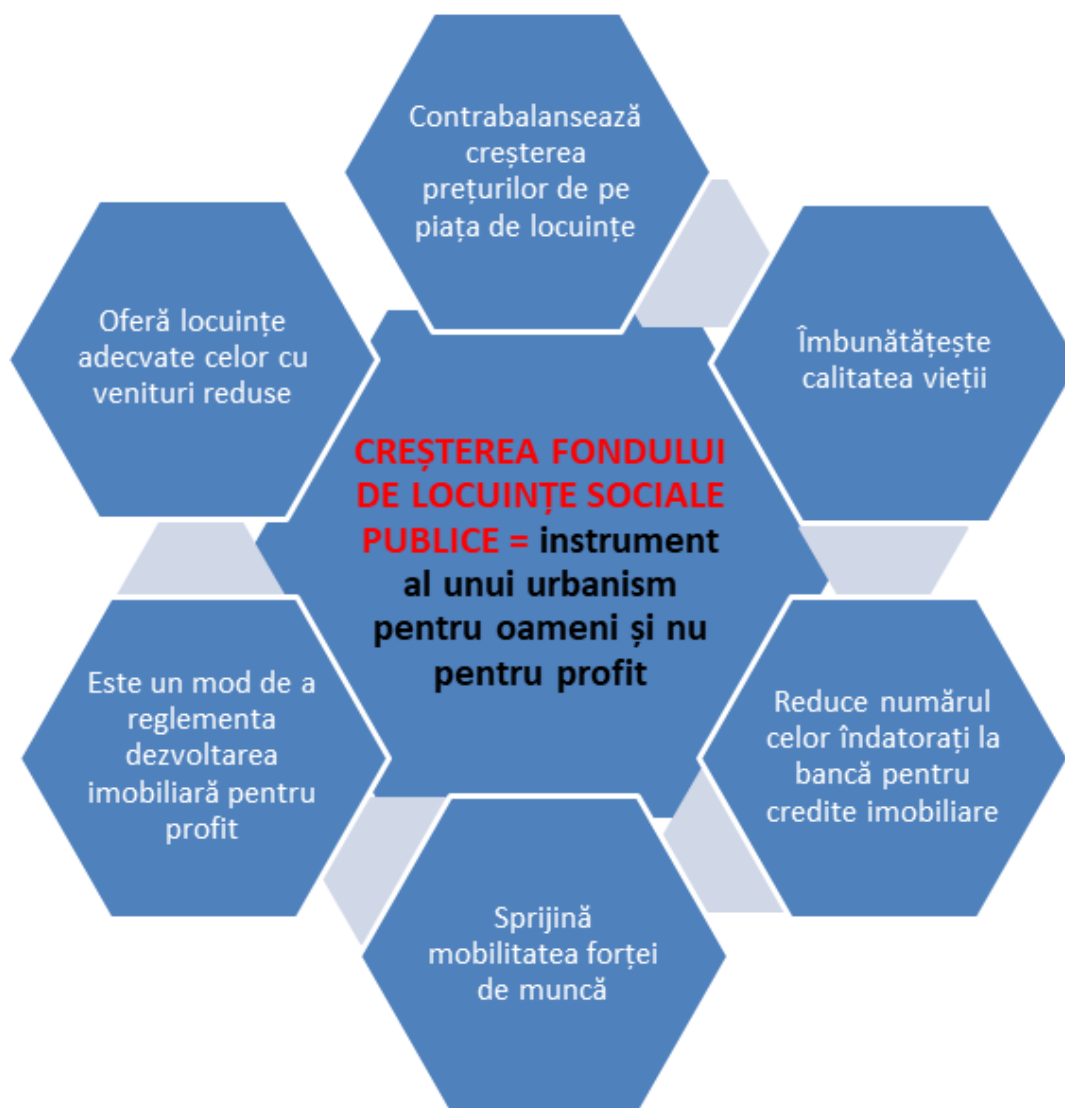 Contrabalansează
creșterea
prețurilor de pe
piața de locuințe
Îmbunătățește
calitatea vieții
Reduce numărul
celor îndatorați la
bancă pentru
credite imobiliare
Sprijină
mobilitatea forței
de muncă
Este un mod de a
reglementa
dezvoltarea
imobiliară pentru
profit
Oferă locuințe
adecvate celor cu
venituri reduse
CREȘTEREA FONDULUI
DE LOCUINȚE SOCIALE
PUBLICE = instrument
al unui urbanism
pentru oameni și nu
pentru profit